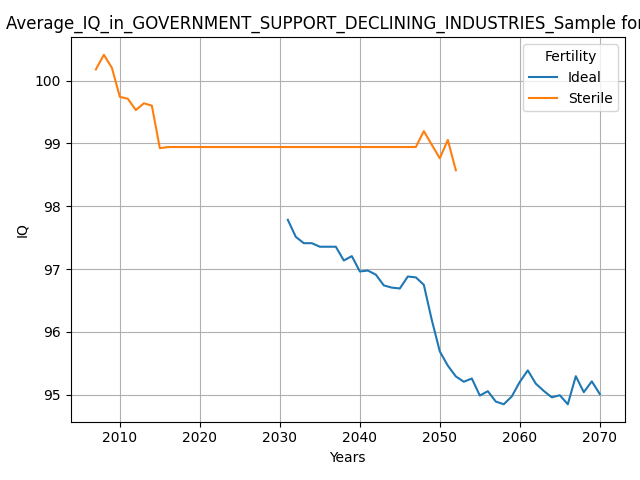 Average_IQ_in_GOVERNMENT_SUPPORT_DECLINING_INDUSTRIES_Sample for
Fertility
Ideal
Sterile
100
99
98
97
96
95
IQ
2010 2020 2030 2040 2050 2060 2070
Years